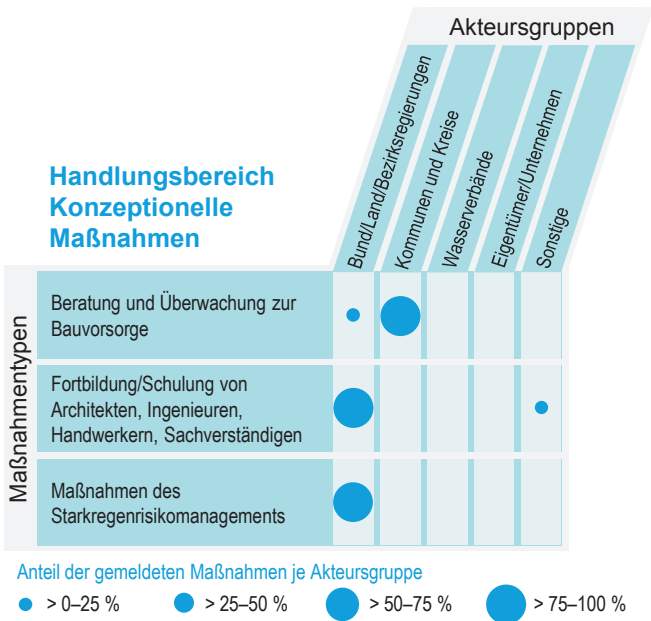 Akteursgruppen
Bund/Land/Bezirksregierungen
Kommunen und Kreise
Wasserverbände
Eigentümer/Unternehmen
Sonstige
Handlungsbereich
Konzeptionelle
Maßnahmen
Maßnahmentypen
Beratung und Überwachung zur
Bauvorsorge
Fortbildung/Schulung von
Architekten, Ingenieuren,
Handwerkern, Sachverständigen
Maßnahmen des
Starkregenrisikomanagements
Anteil der gemeldeten Maßnahmen je Akteursgruppe
> 0–25 % > 25–50 % > 50–75 % > 75–100 %